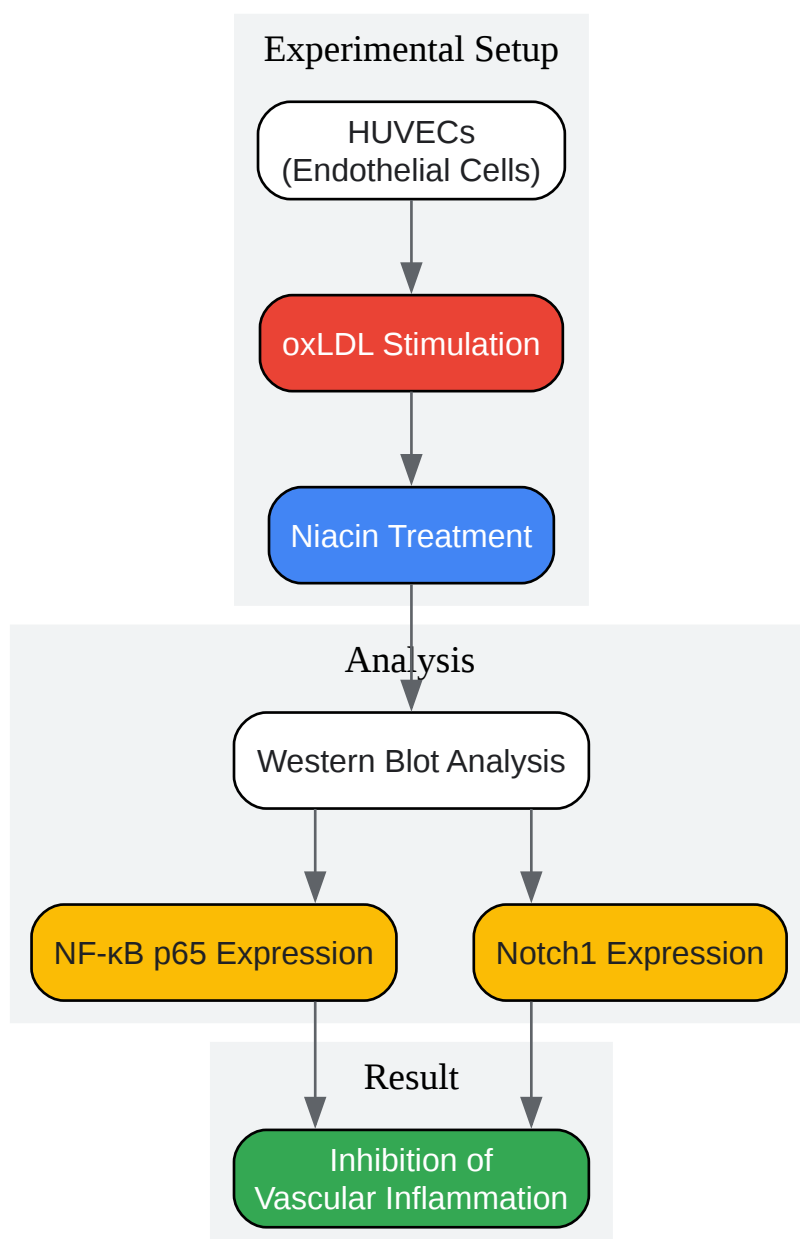 Experimental Setup
HUVECs
(Endothelial Cells)
oxLDL Stimulation
Niacin Treatment
Analysis
Western Blot Analysis
NF-κB p65 Expression
Notch1 Expression
Result
Inhibition of
Vascular Inflammation